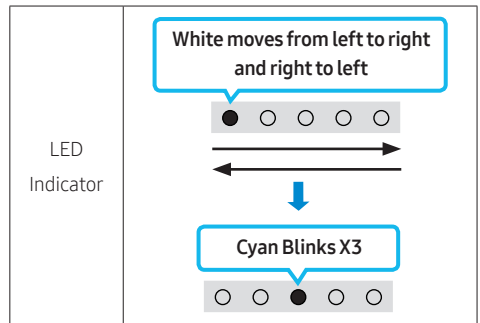 White moves from left to right
and right to left
LED
Indicator
Cyan Blinks X3